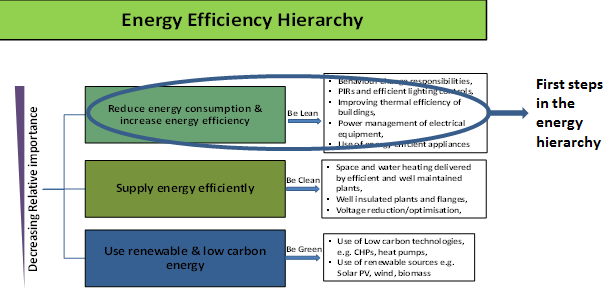 Energy Efficiency Hierarchy
Decreasing Relative importance
Reduce energy consumption &
increase energy efficiency
Be Lean
Behaviour change responsibilities,
PIRs and efficient lighting controls,
Improving thermal efficiency of
buildings,
Power management of electrical
equipment,
Use of energy efficient appliances
First steps
in the
energy
hierarchy
Supply energy efficiently
Be Clean
Space and water heating delivered
by efficient and well maintained
plants,
Well insulated plants and flanges,
Voltage reduction/optimisation,
Use renewable & low carbon
energy
Be Green
Use of Low carbon technologies,
e.g. CHPs, heat pumps,
Use of renewable sources e.g.
Solar PV, wind, biomass